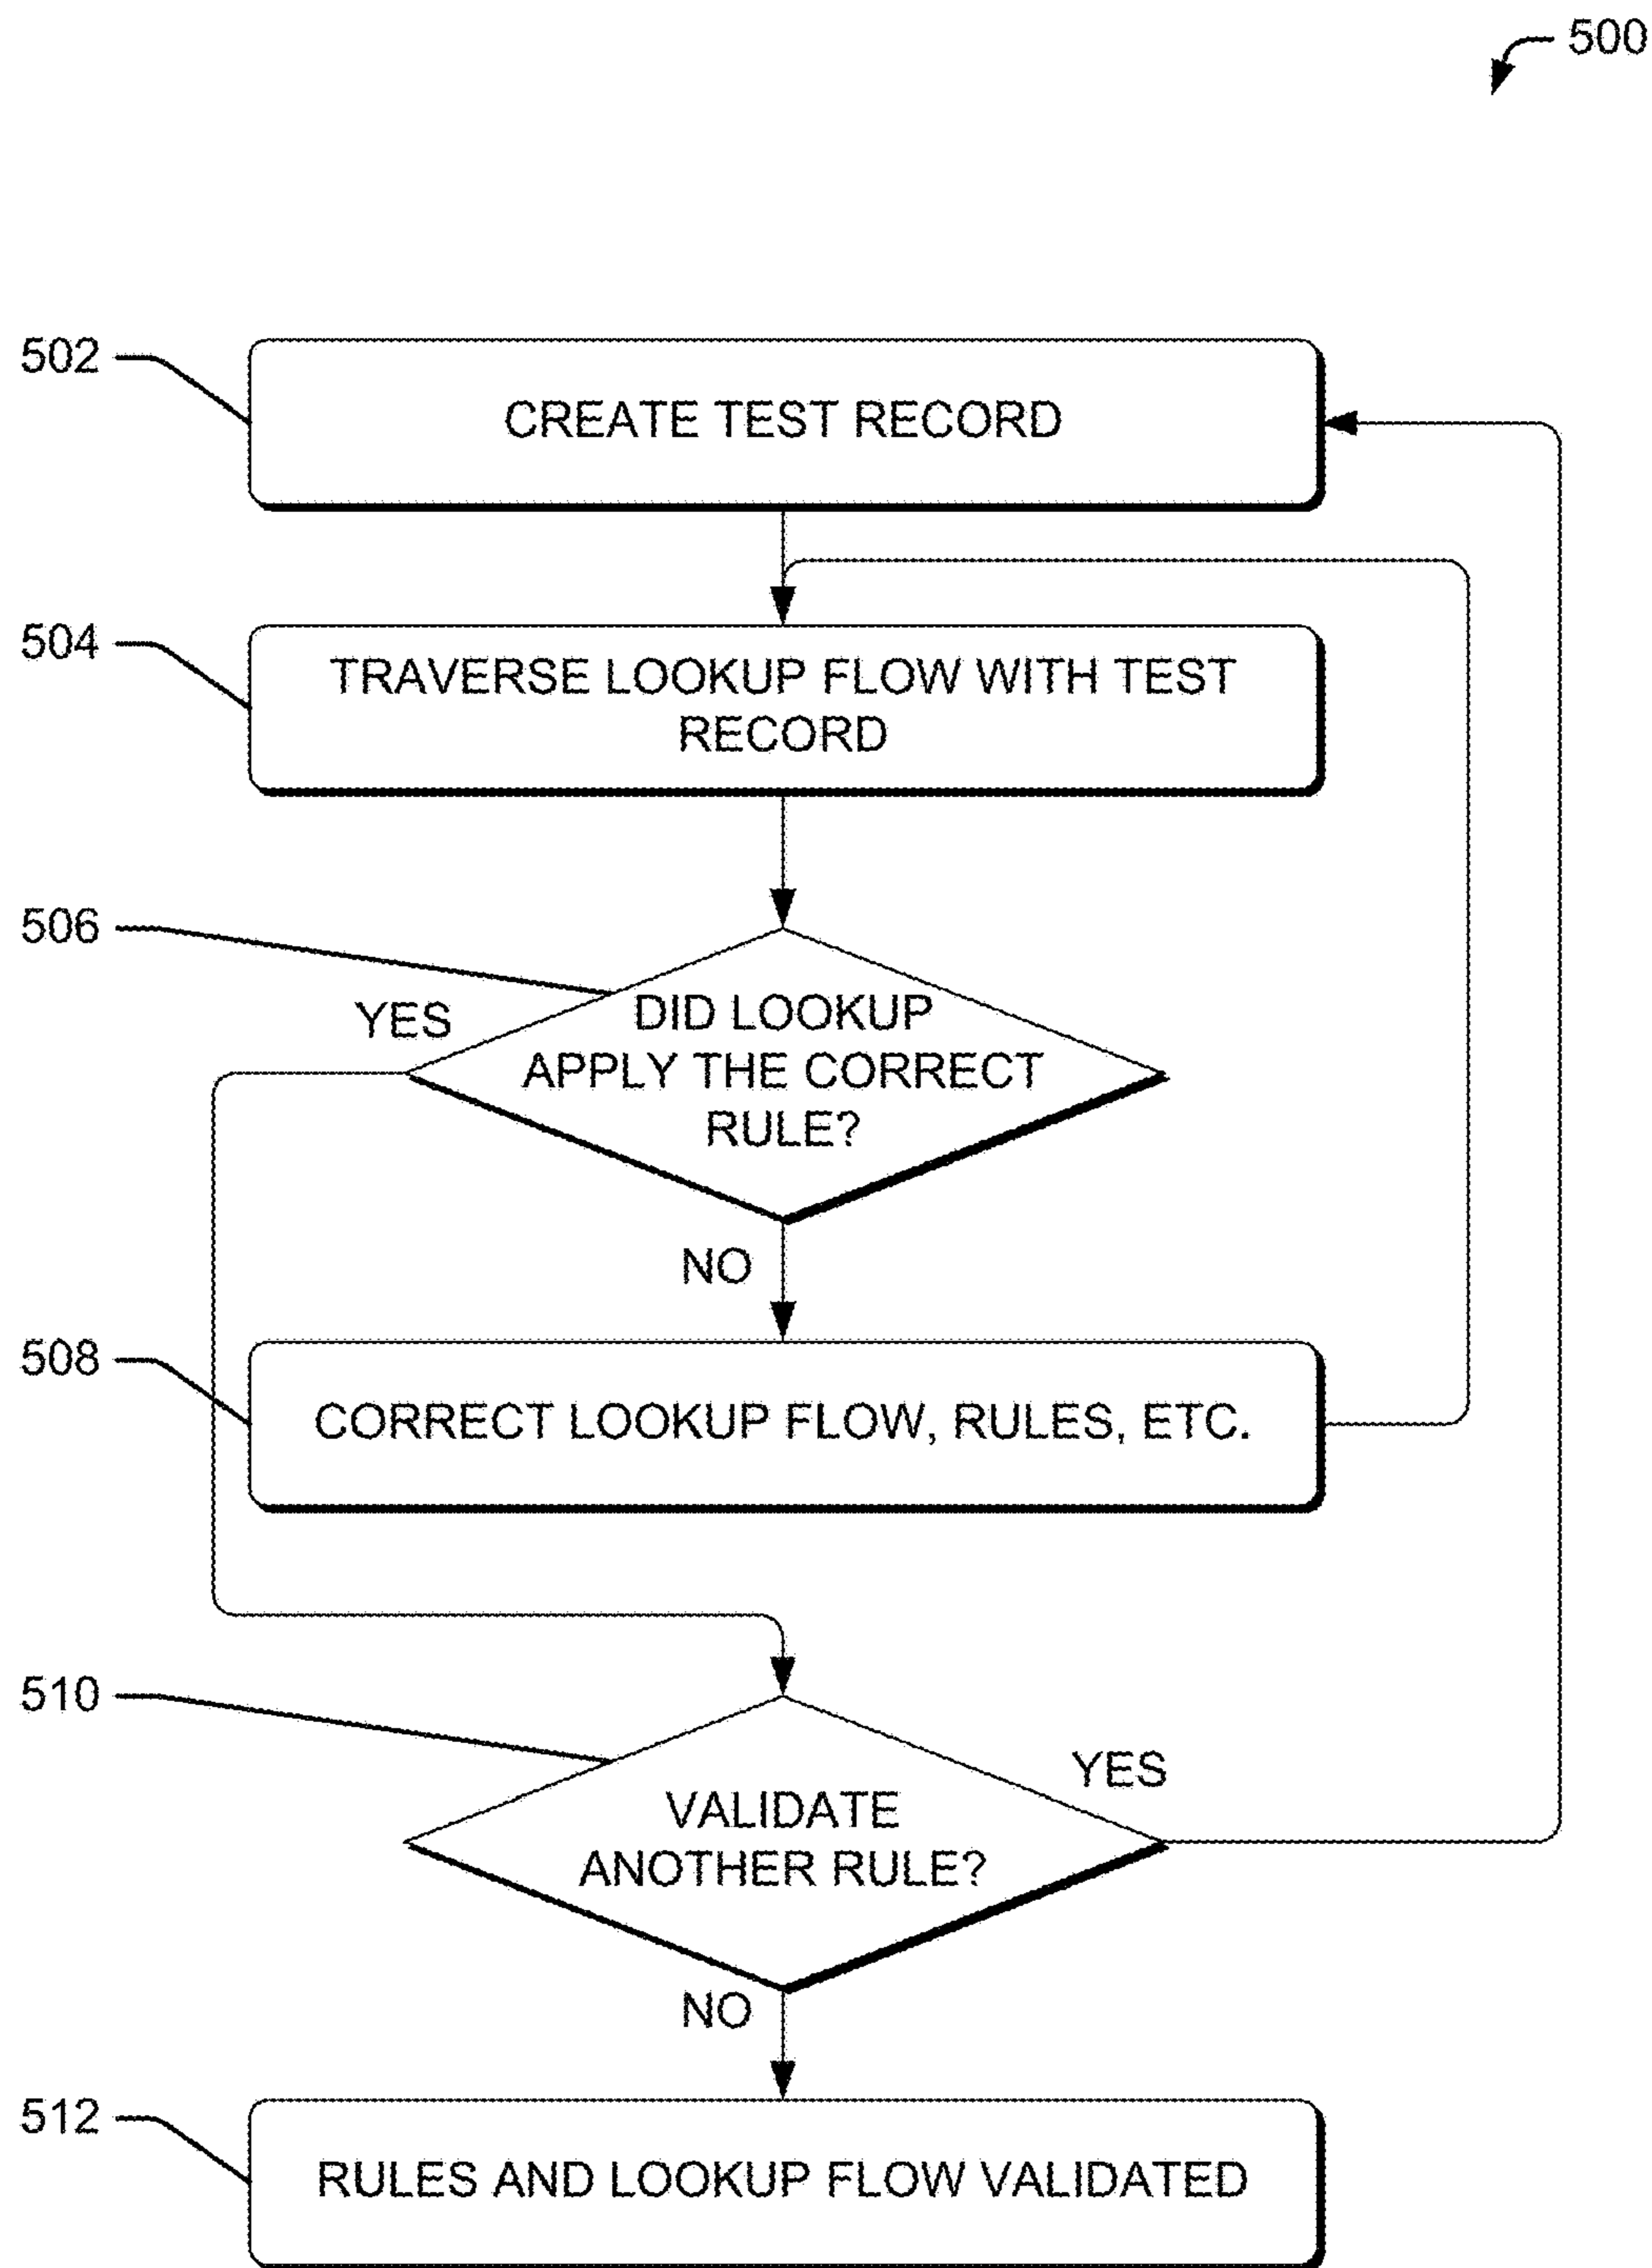 500
502
CREATE TEST RECORD
504
TRAVERSE LOOKUP FLOW WITH TEST
RECORD
506
YES
DID LOOKUP
APPLY THE CORRECT
RULE?
NO
508
CORRECT LOOKUP FLOW, RULES, ETC.
510
YES
VALIDATE
ANOTHER RULE?
NO
512
RULES AND LOOKUP FLOW VALIDATED